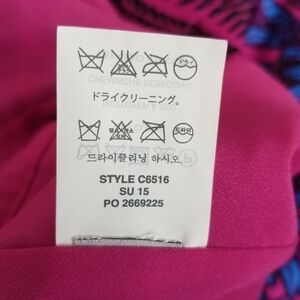 ドライクリーニング。
드라이클리닝 하시오.
STYLE C6516
SU 15
PO 2669225